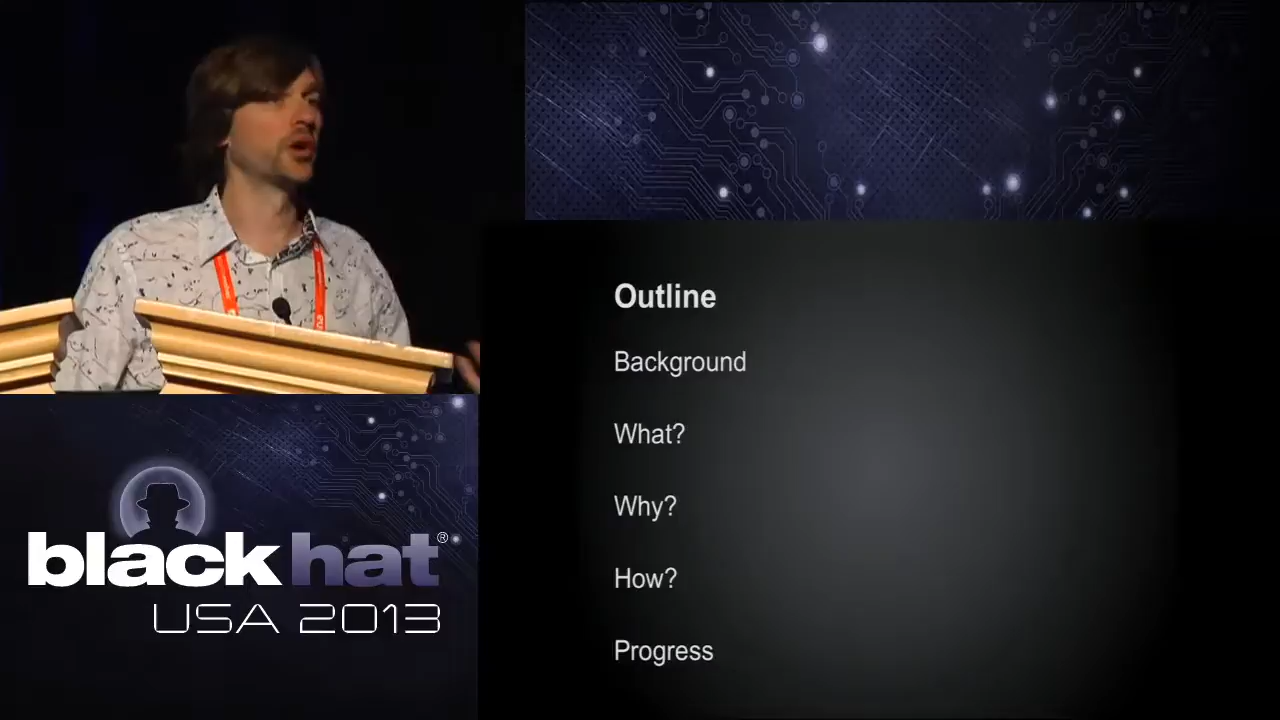 Outline
Background
What?
Why?
How?
Progress
black hat®
USA 2013